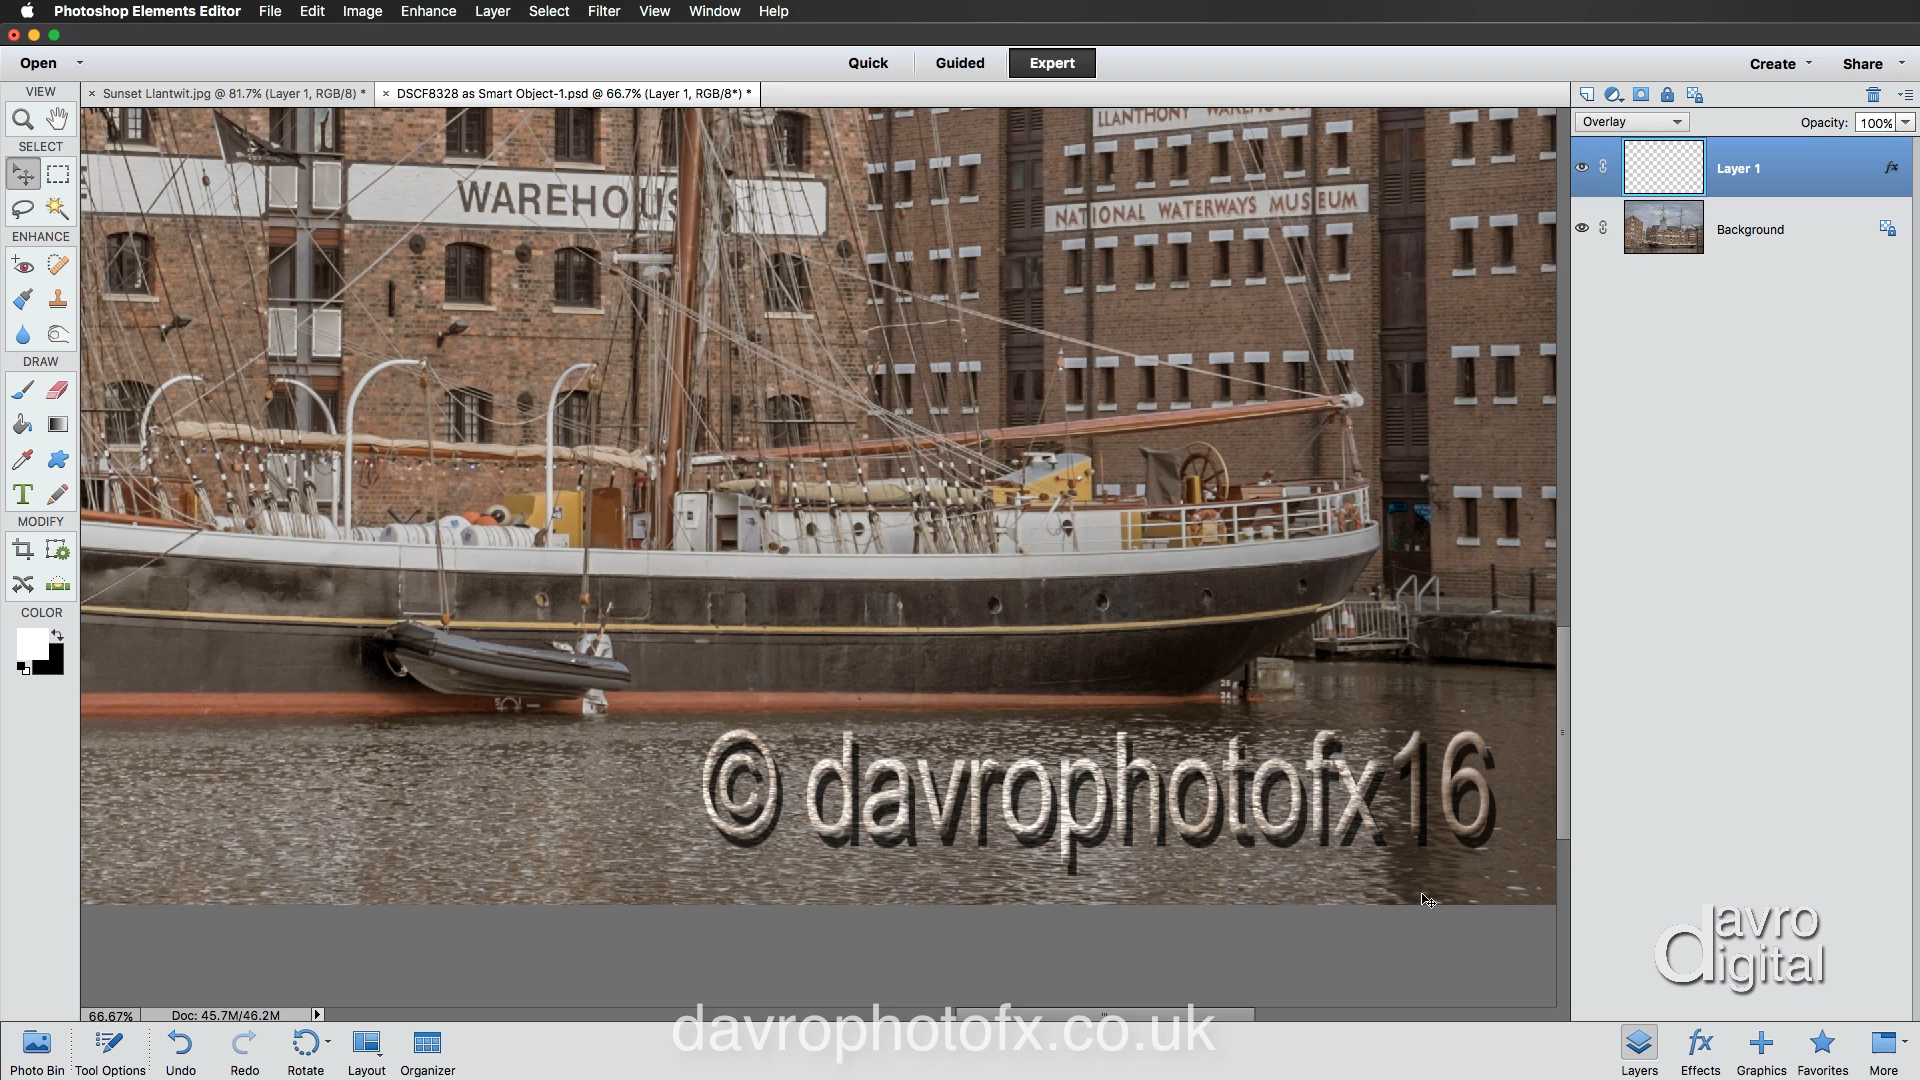 Photoshop Elements Editor File Edit Image Enhance Layer Select Filter View Window Help
Open Quick Guided Expert Create Share
VIEW
× Sunset Llantwit.jpg @ 81.7% (Layer 1, RGB/8) * × DSCF8328 as Smart Object-1.psd @ 66.7% (Layer 1, RGB/8*) *
Overlay Opacity: 100%
SELECT
Layer 1 fx
Background
ENHANCE
DRAW
T
MODIFY
COLOR
LLANTHONY WAREHOUSE
WAREHOUS
NATIONAL WATERWAYS MUSEUM
© davrophotofx16
davro
digital
66.67% Doc: 45.7M/46.2M
davrophotofx.co.uk
Photo Bin Tool Options Undo Redo Rotate Layout Organizer Layers Effects Graphics Favorites More